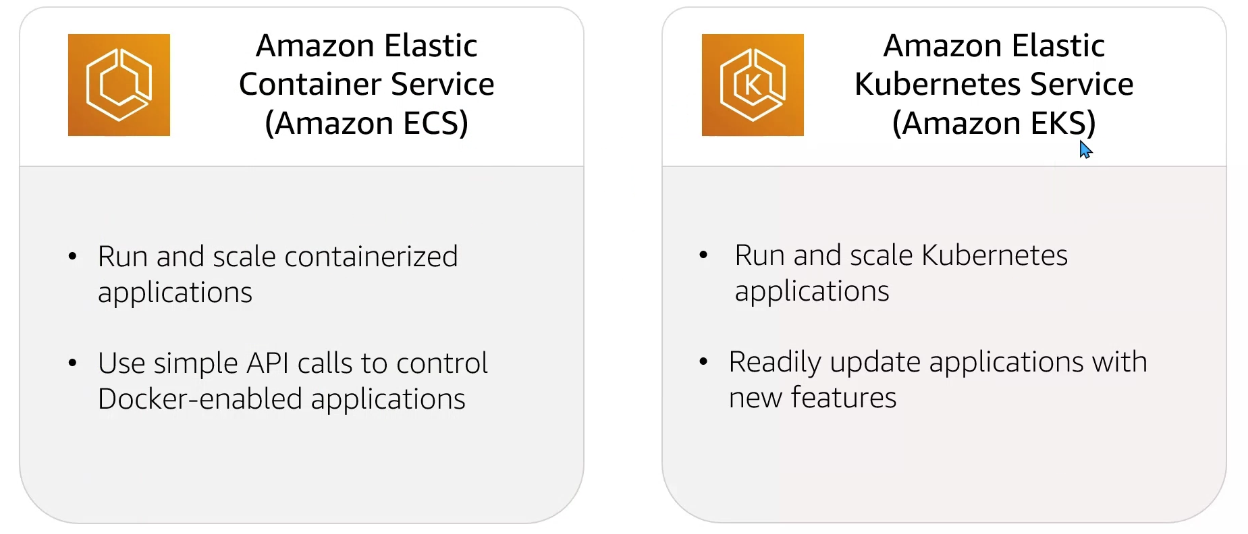 Amazon Elastic
Container Service
(Amazon ECS)
• Run and scale containerized
applications
• Use simple API calls to control
Docker-enabled applications
K
Amazon Elastic
Kubernetes Service
(Amazon EKS)
• Run and scale Kubernetes
applications
• Readily update applications with
new features